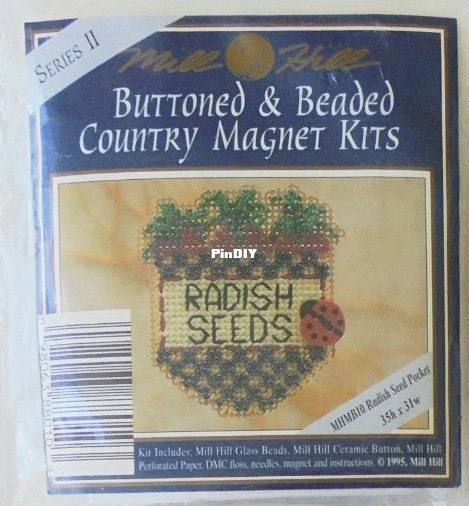 Series II
Mill Hill
Buttoned & Beaded
Country Magnet Kits
PinDIY
RADISH
SEEDS
MHMB10 Radish Seed Pocket
35h x 31w
Kit Includes: Mill Hill Glass Beads, Mill Hill Ceramic Button, Mill Hill
Perforated Paper, DMC floss, needles, magnet and instructions. © 1995, Mill Hill